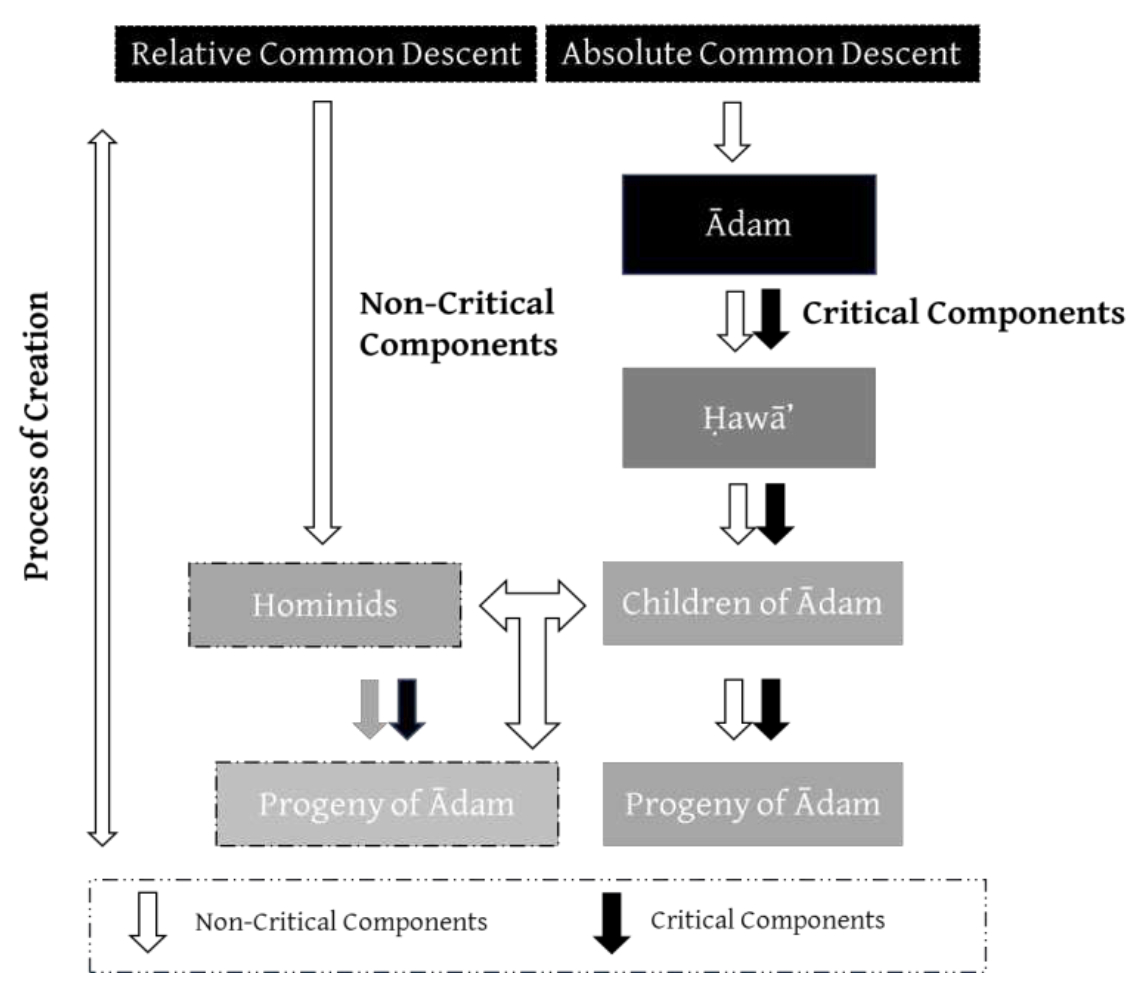 Relative Common Descent
Absolute Common Descent
Ādam
Non-Critical
Components
Critical Components
Process of Creation
Ḥawā’
Hominids
Children of Ādam
Progeny of Ādam
Progeny of Ādam
Non-Critical Components
Critical Components